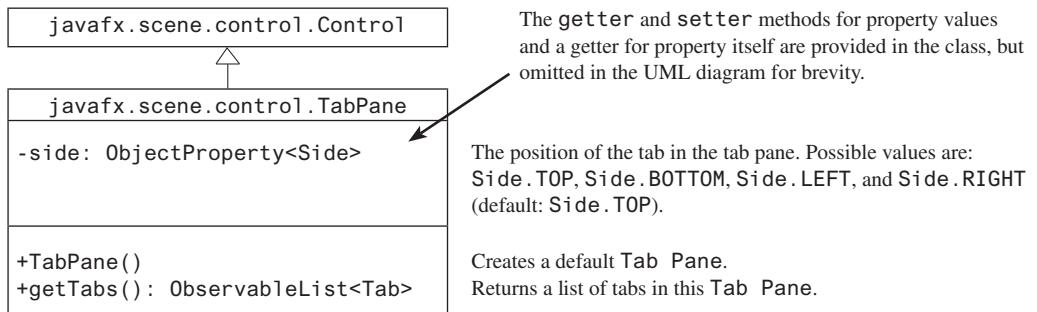 javafx.scene.control.Control
The getter and setter methods for property values
and a getter for property itself are provided in the class, but
omitted in the UML diagram for brevity.
javafx.scene.control.TabPane
-side: ObjectProperty<Side>
The position of the tab in the tab pane. Possible values are:
Side.TOP, Side.BOTTOM, Side.LEFT, and Side.RIGHT
(default: Side.TOP).
+TabPane()
Creates a default Tab Pane.
+getTabs(): ObservableList<Tab>
Returns a list of tabs in this Tab Pane.